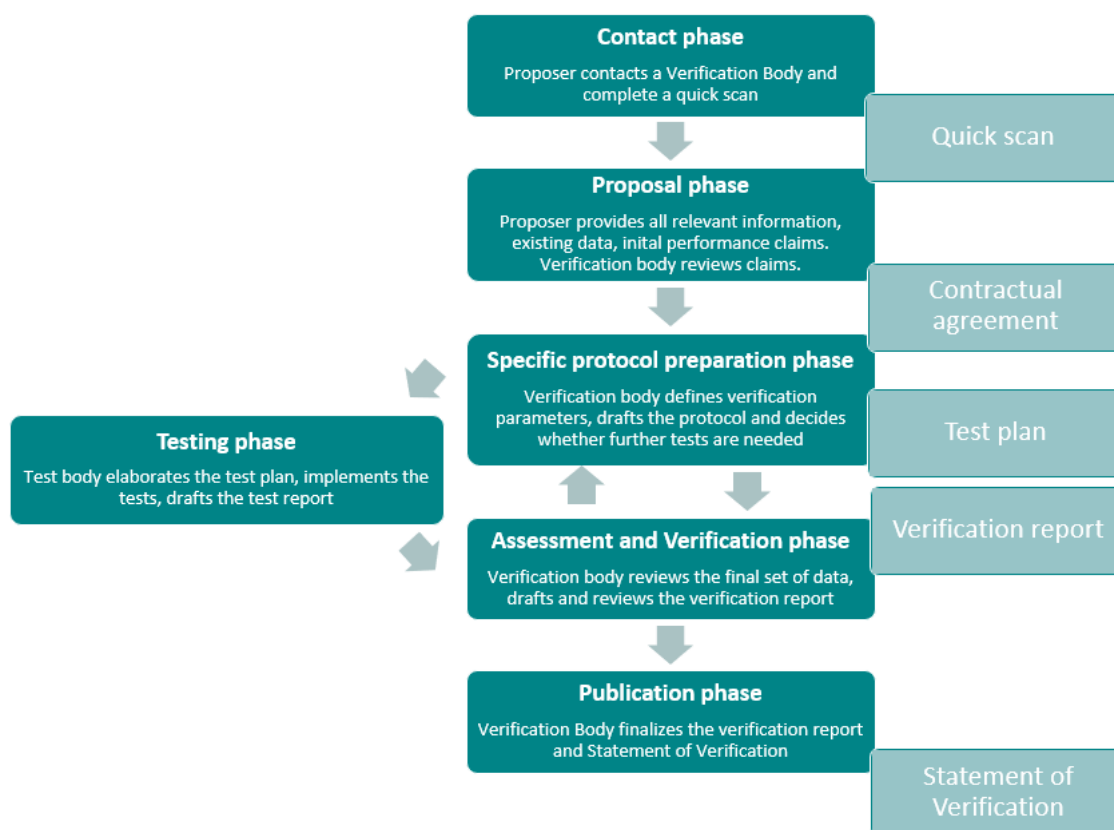 Contact phase
Proposer contacts a Verification Body and
complete a quick scan
Quick scan
Proposal phase
Proposer provides all relevant information,
existing data, inital performance claims.
Verification body reviews claims.
Contractual
agreement
Specific protocol preparation phase
Verification body defines verification
parameters, drafts the protocol and decides
whether further tests are needed
Test plan
Testing phase
Test body elaborates the test plan, implements the
tests, drafts the test report
Verification report
Assessment and Verification phase
Verification body reviews the final set of data,
drafts and reviews the verification report
Publication phase
Verification Body finalizes the verification report
and Statement of Verification
Statement of
Verification